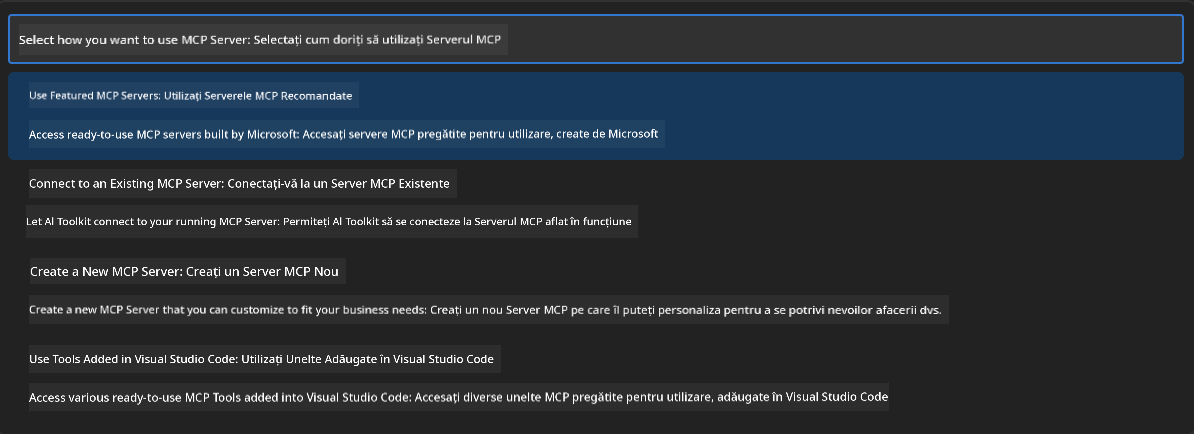 Select how you want to use MCP Server: Selectați cum doriți să utilizați Serverul MCP
Use Featured MCP Servers: Utilizați Serverele MCP Recomandate
Access ready-to-use MCP servers built by Microsoft: Accesați servere MCP pregătite pentru utilizare, create de Microsoft
Connect to an Existing MCP Server: Conectați-vă la un Server MCP Existente
Let AI Toolkit connect to your running MCP Server: Permiteți AI Toolkit să se conecteze la Serverul MCP aflat în funcțiune
Create a New MCP Server: Creați un Server MCP Nou
Create a new MCP Server that you can customize to fit your business needs: Creați un nou Server MCP pe care îl puteți personaliza pentru a se potrivi nevoilor afacerii dvs.
Use Tools Added in Visual Studio Code: Utilizați Unelte Adăugate în Visual Studio Code
Access various ready-to-use MCP Tools added into Visual Studio Code: Accesați diverse unelte MCP pregătite pentru utilizare, adăugate în Visual Studio Code